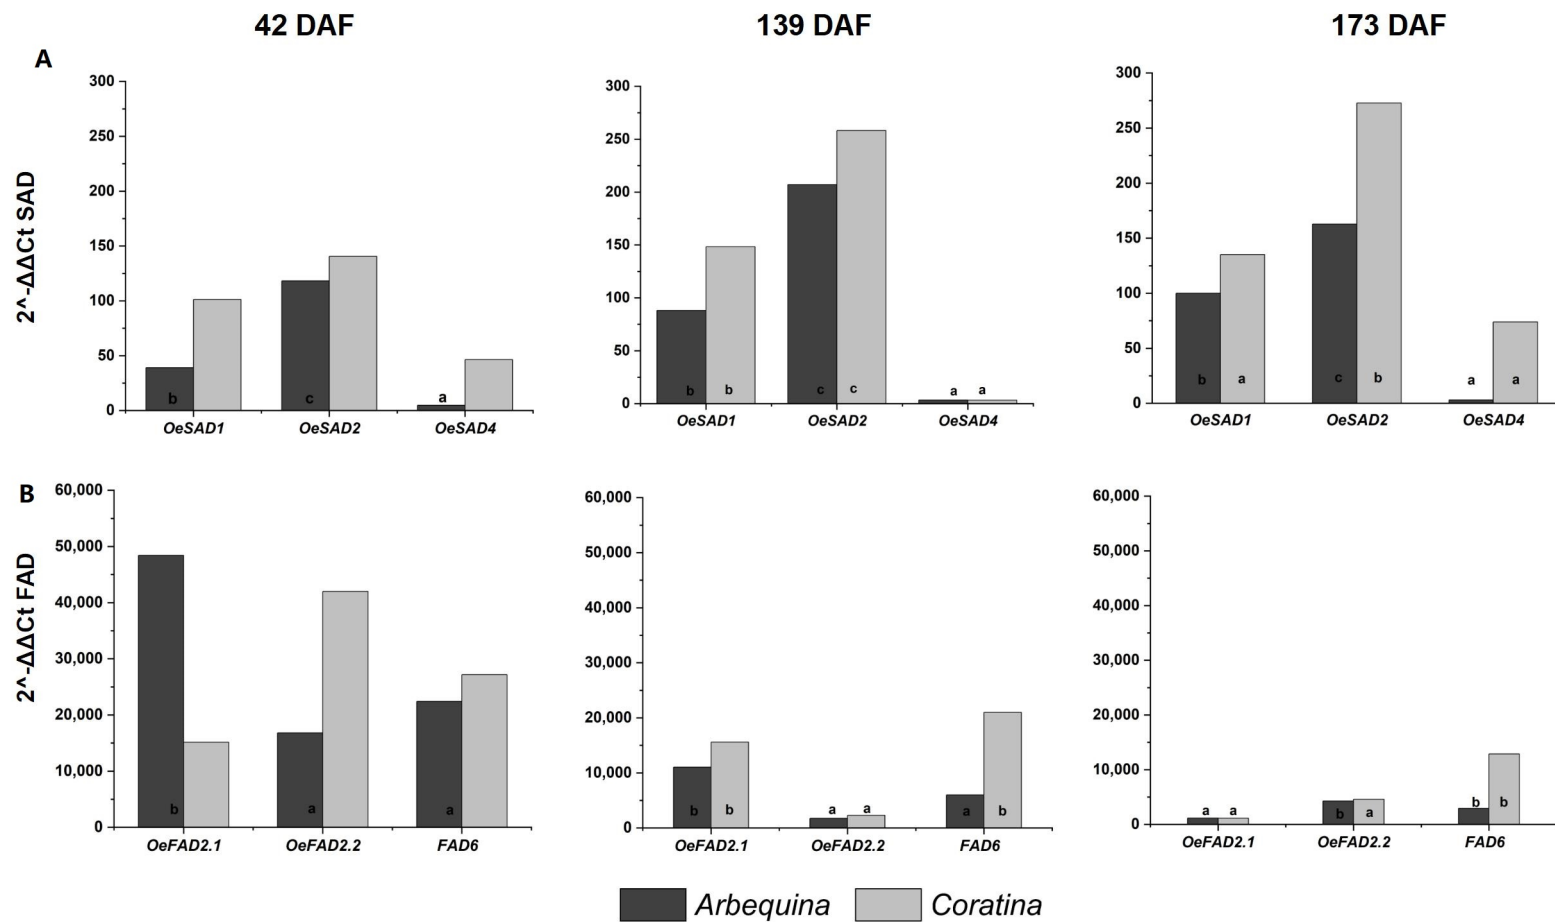 42 DAF 139 DAF 173 DAF
A
2^-ΔΔCt SAD
300
250
200
150
100
50
0
b c a
OeSAD1 OeSAD2 OeSAD4
300
250
200
150
100
50
0
b b c c a a
OeSAD1 OeSAD2 OeSAD4
300
250
200
150
100
50
0
b a c b a a
OeSAD1 OeSAD2 OeSAD4
B
2^-ΔΔCt FAD
60,000
50,000
40,000
30,000
20,000
10,000
0
b a a
OeFAD2.1 OeFAD2.2 FAD6
60,000
50,000
40,000
30,000
20,000
10,000
0
b b a a a b
OeFAD2.1 OeFAD2.2 FAD6
60,000
50,000
40,000
30,000
20,000
10,000
0
a a b a b b
OeFAD2.1 OeFAD2.2 FAD6
Arbequina Coratina